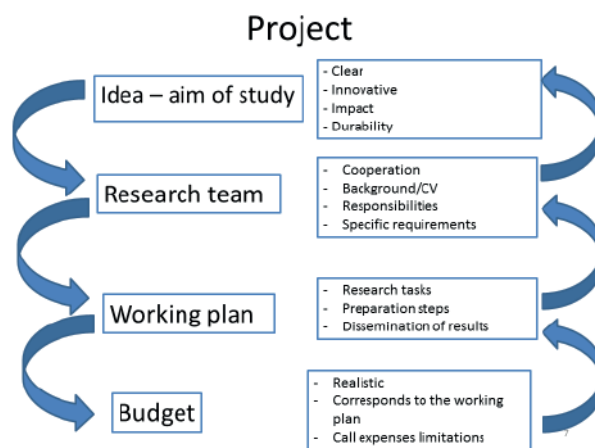 Project
Idea – aim of study
- Clear
- Innovative
- Impact
- Durability
Research team
- Cooperation
- Background/CV
- Responsibilities
- Specific requirements
Working plan
- Research tasks
- Preparation steps
- Dissemination of results
Budget
- Realistic
- Corresponds to the working
plan
- Call expenses limitations
7